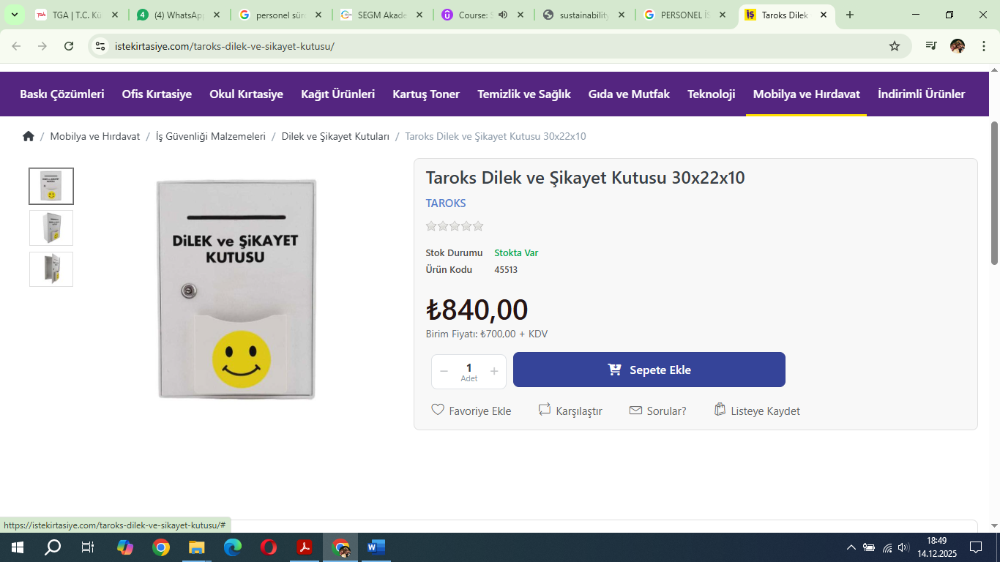 TGA | T.C. Kü
(4) WhatsAp
personel sürd
SEGM Akade
Course: S
sustainability
PERSONEL İS
Taroks Dilek
istekirtasiye.com/taroks-dilek-ve-sikayet-kutusu/
Baskı Çözümleri Ofis Kırtasiye Okul Kırtasiye Kağıt Ürünleri Kartuş Toner Temizlik ve Sağlık Gıda ve Mutfak Teknoloji Mobilya ve Hırdavat İndirimli Ürünler
/ Mobilya ve Hırdavat / İş Güvenliği Malzemeleri / Dilek ve Şikayet Kutuları / Taroks Dilek ve Şikayet Kutusu 30x22x10
DİLEK ve ŞİKAYET
KUTUSU
Taroks Dilek ve Şikayet Kutusu 30x22x10
TAROKS
Stok Durumu Stokta Var
Ürün Kodu 45513
₺840,00
Birim Fiyatı: ₺700,00 + KDV
1
Adet
Sepete Ekle
Favoriye Ekle
Karşılaştır
Sorular?
Listeye Kaydet
https://istekirtasiye.com/taroks-dilek-ve-sikayet-kutusu/#
18:49
14.12.2025